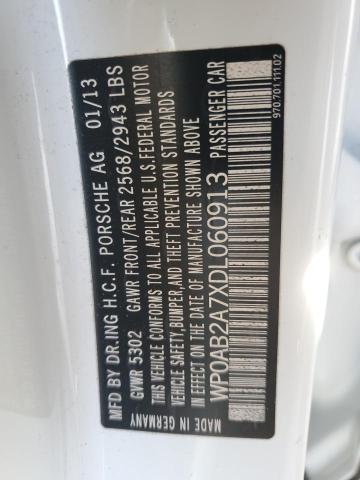 MFD BY DR.ING H.C.F. PORSCHE AG 01/13
GVWR 5302 GAWR FRONT/REAR 2568/2943 LBS
THIS VEHICLE CONFORMS TO ALL APPLICABLE U.S.FEDERAL MOTOR
VEHICLE SAFETY,BUMPER,AND THEFT PREVENTION STANDARDS
IN EFFECT ON THE DATE OF MANUFACTURE SHOWN ABOVE
WP0AB2A7XDL060913 PASSENGER CAR
MADE IN GERMANY
970.701.111.02